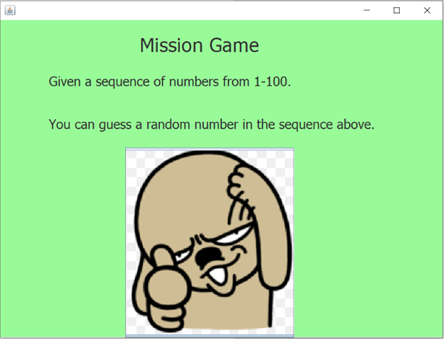 Mission Game
Given a sequence of numbers from 1-100.
You can guess a random number in the sequence above.